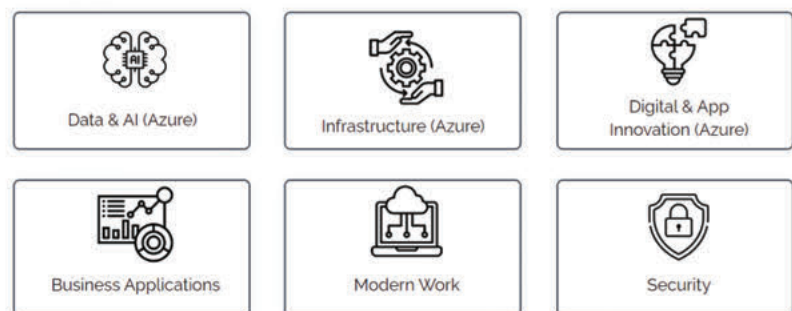 AI
Data & AI (Azure)
Infrastructure (Azure)
Digital & App
Innovation (Azure)
Business Applications
Modern Work
Security